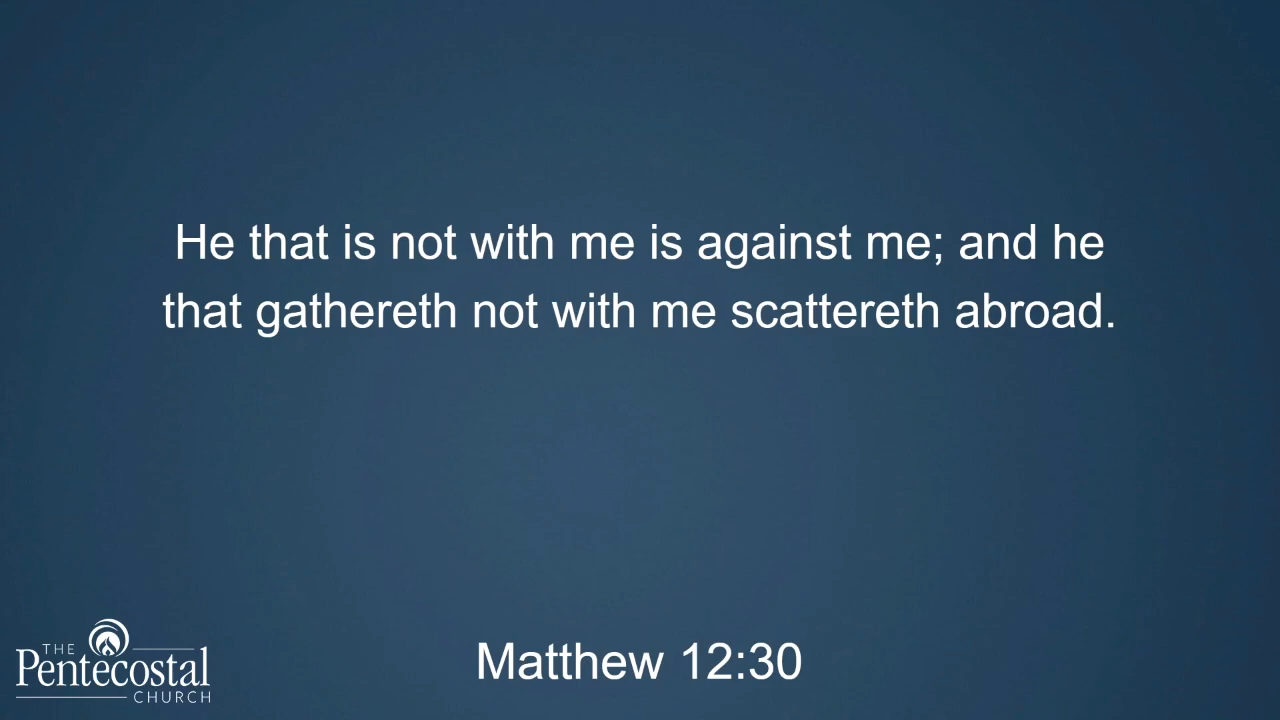 He that is not with me is against me; and he
that gathereth not with me scattereth abroad.
Matthew 12:30
THE
Pentecostal
CHURCH